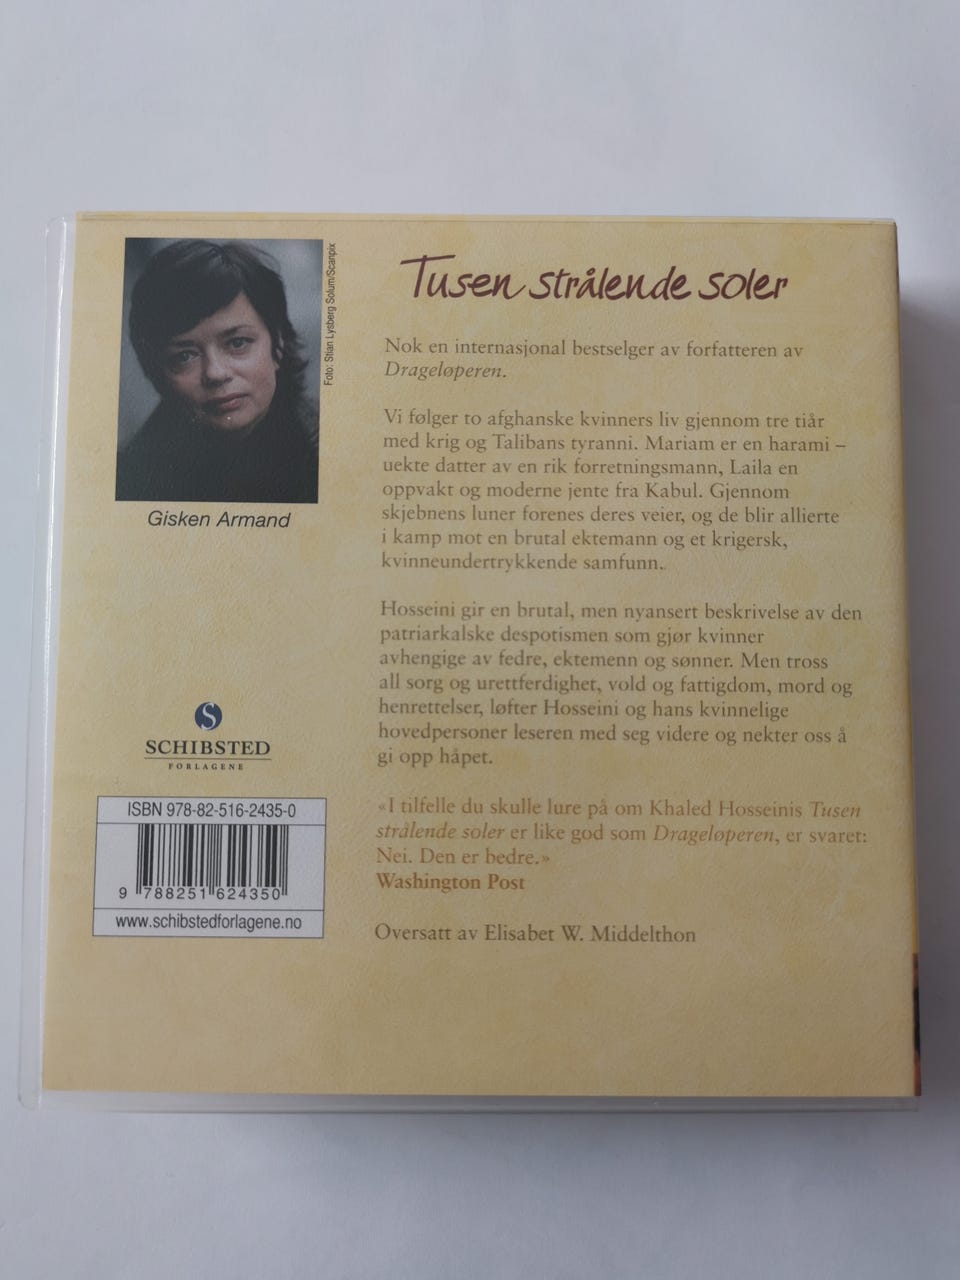 Foto: Stian Lysberg Solum/Scanpix
Gisken Armand
Tusen strålende soler
Nok en internasjonal bestselger av forfatteren av
Drageløperen.
Vi følger to afghanske kvinners liv gjennom tre tiår
med krig og Talibans tyranni. Mariam er en harami –
uekte datter av en rik forretningsmann, Laila en
oppvakt og moderne jente fra Kabul. Gjennom
skjebnens luner forenes deres veier, og de blir allierte
i kamp mot en brutal ektemann og et krigersk,
kvinneundertrykkende samfunn.
Hosseini gir en brutal, men nyansert beskrivelse av den
patriarkalske despotismen som gjør kvinner
avhengige av fedre, ektemenn og sønner. Men tross
all sorg og urettferdighet, vold og fattigdom, mord og
henrettelser, løfter Hosseini og hans kvinnelige
hovedpersoner leseren med seg videre og nekter oss å
gi opp håpet.
«I tilfelle du skulle lure på om Khaled Hosseinis Tusen
strålende soler er like god som Drageløperen, er svaret:
Nei. Den er bedre.»
Washington Post
Oversatt av Elisabet W. Middelthon
S
SCHIBSTED
FORLAGENE
ISBN 978-82-516-2435-0
9 788251 624350
www.schibstedforlagene.no